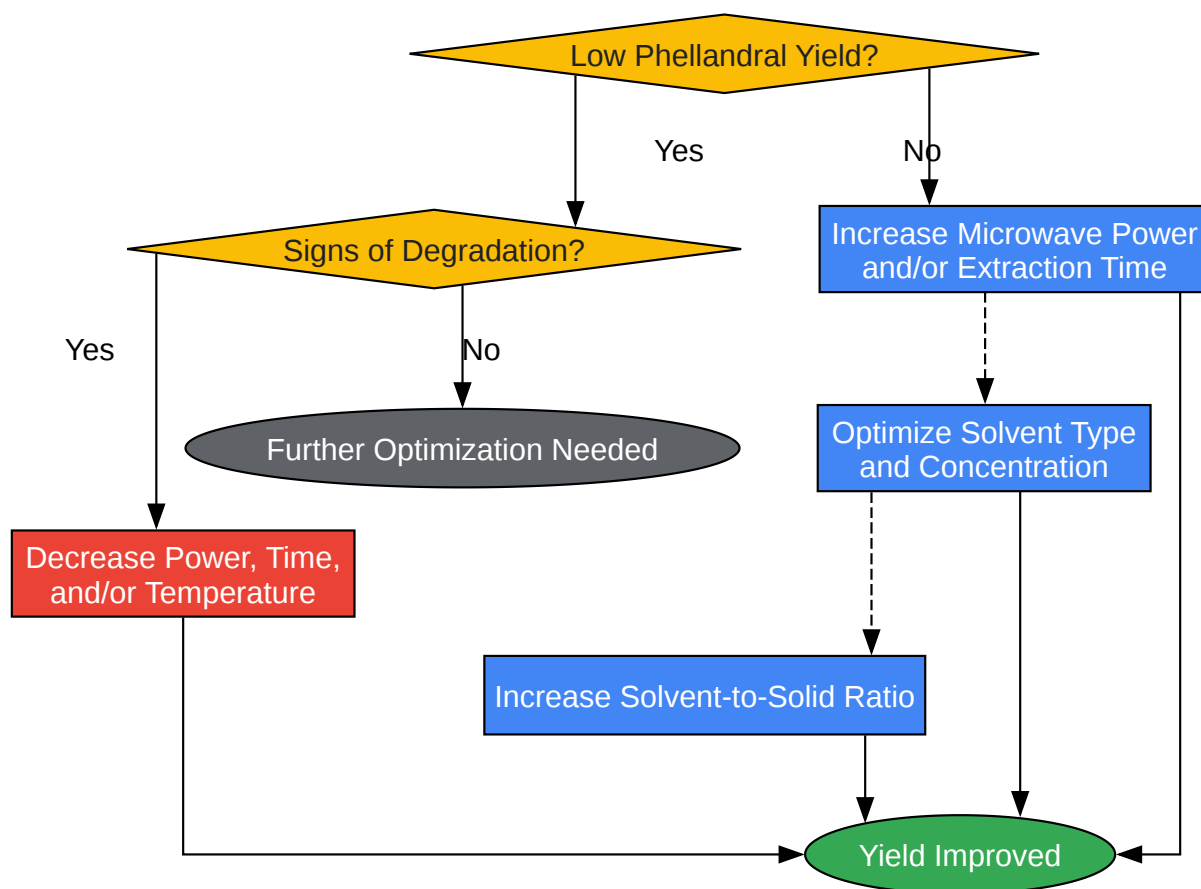 Low Phellandral Yield?
Yes
No
Increase Microwave Power
and/or Extraction Time
Signs of Degradation?
Yes
No
Optimize Solvent Type
and Concentration
Further Optimization Needed
Decrease Power, Time,
and/or Temperature
Increase Solvent-to-Solid Ratio
Yield Improved